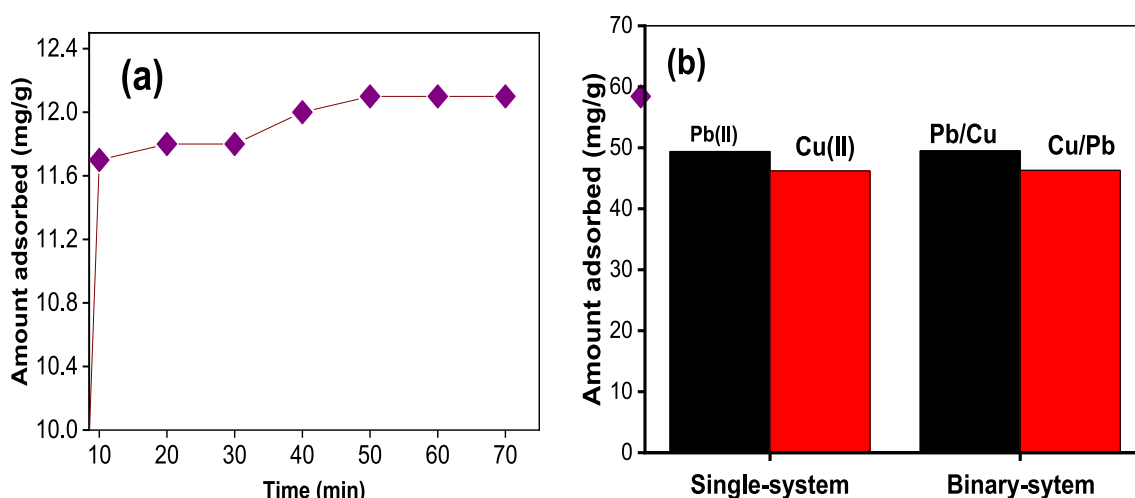 (a)
Amount adsorbed (mg/g)
12.4
12.0
11.6
11.2
10.8
10.4
10.0
10 20 30 40 50 60 70
Time (min)
(b)
Amount adsorbed (mg/g)
70
60
50
40
30
20
10
0
Pb(II) Cu(II) Pb/Cu Cu/Pb
Single-system Binary-sytem